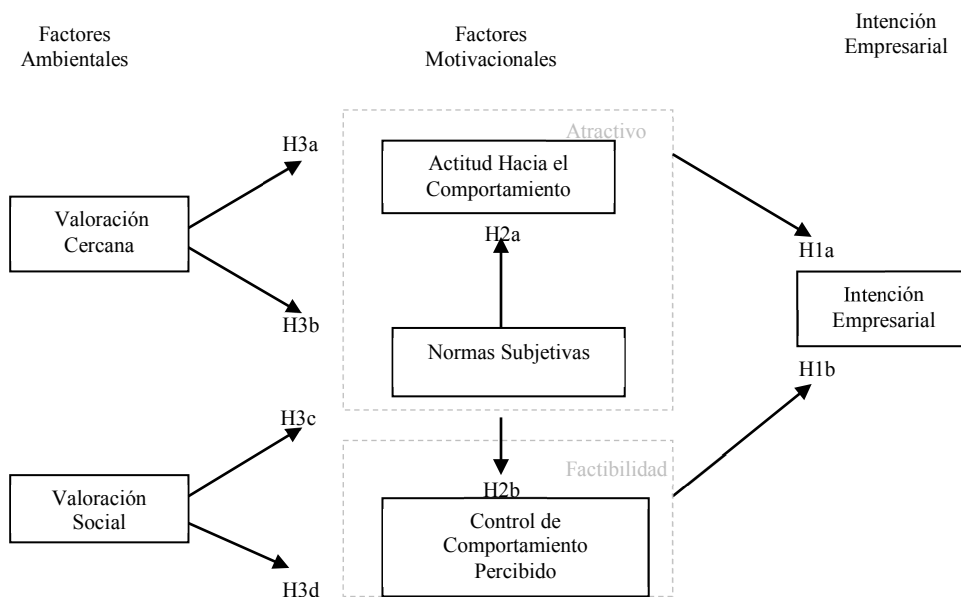 Factores
Ambientales
Factores
Motivacionales
Intención
Empresarial
Atractivo
H3a
Actitud Hacia el
Comportamiento
Valoración
Cercana
H2a
H1a
Intención
Empresarial
H3b
Normas Subjetivas
H1b
H3c
Factibilidad
Valoración
Social
H2b
Control de
Comportamiento
Percibido
H3d